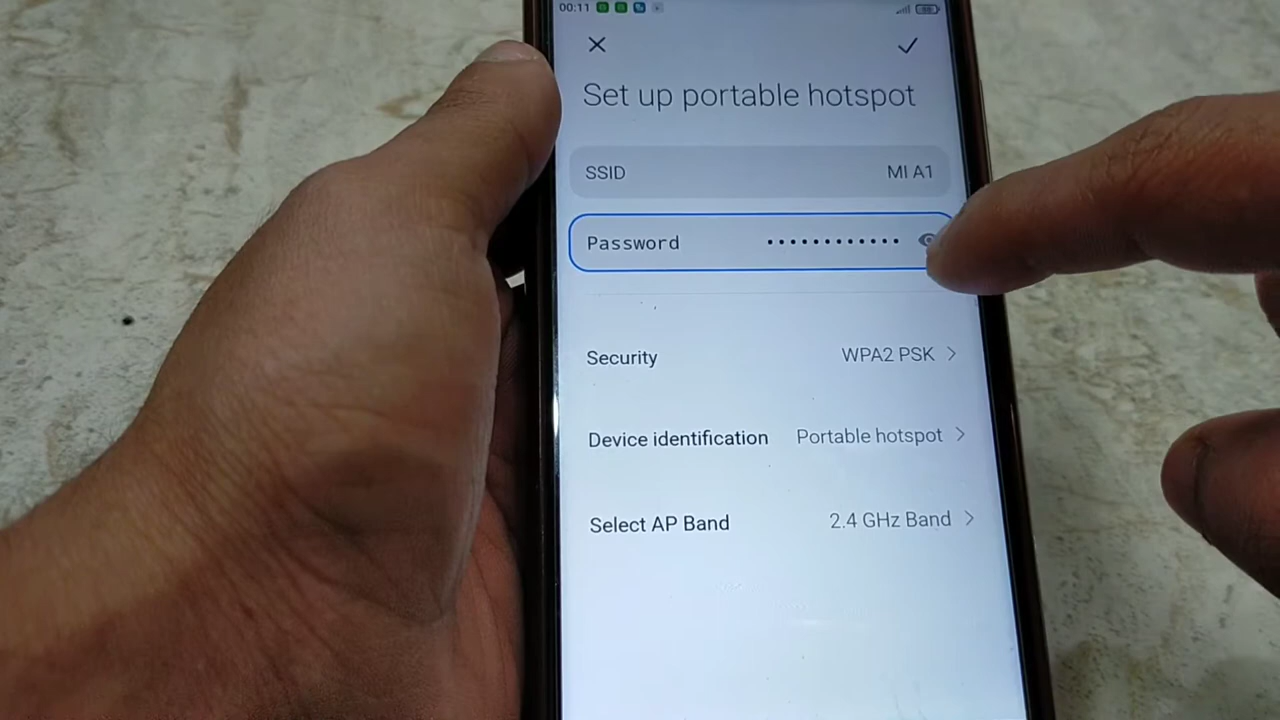 00:11
Set up portable hotspot
SSID MI A1
Password ••••••••••••
Security WPA2 PSK
Device identification Portable hotspot
Select AP Band 2.4 GHz Band